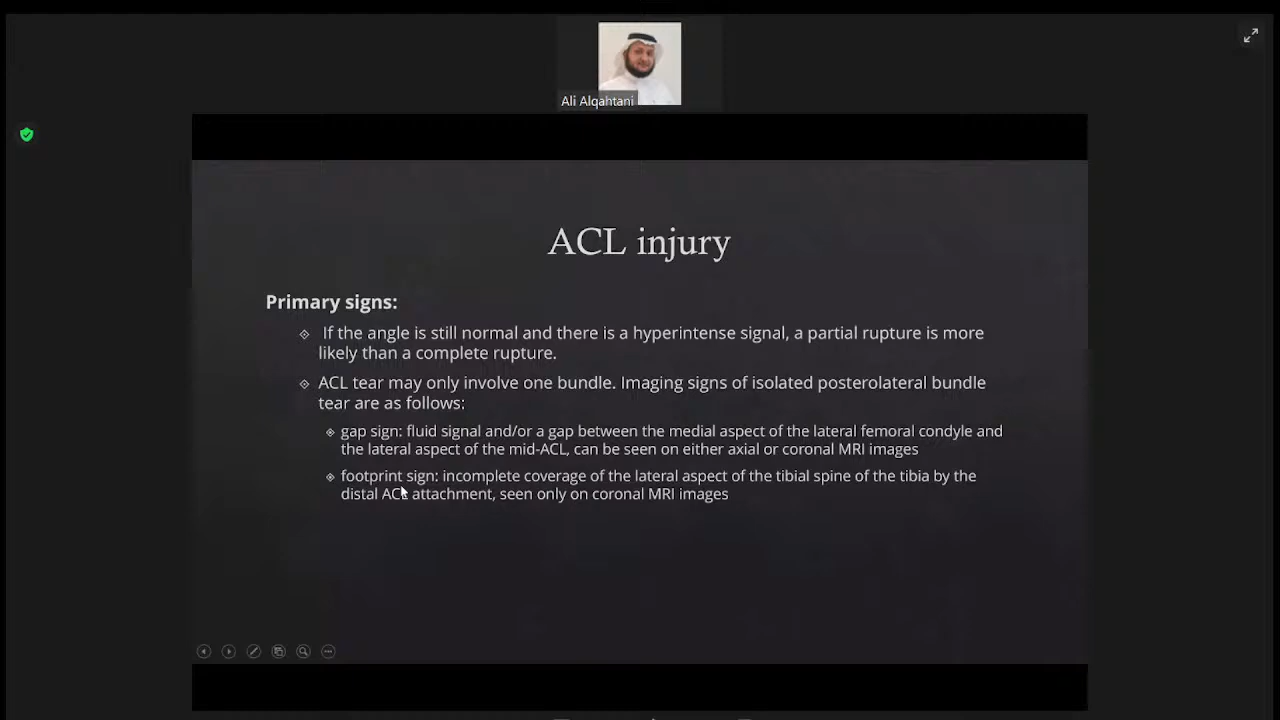 Ali Alqahtani
ACL injury
Primary signs:
If the angle is still normal and there is a hyperintense signal, a partial rupture is more
likely than a complete rupture.
ACL tear may only involve one bundle. Imaging signs of isolated posterolateral bundle
tear are as follows:
gap sign: fluid signal and/or a gap between the medial aspect of the lateral femoral condyle and
the lateral aspect of the mid-ACL, can be seen on either axial or coronal MRI images
footprint sign: incomplete coverage of the lateral aspect of the tibial spine of the tibia by the
distal ACL attachment, seen only on coronal MRI images